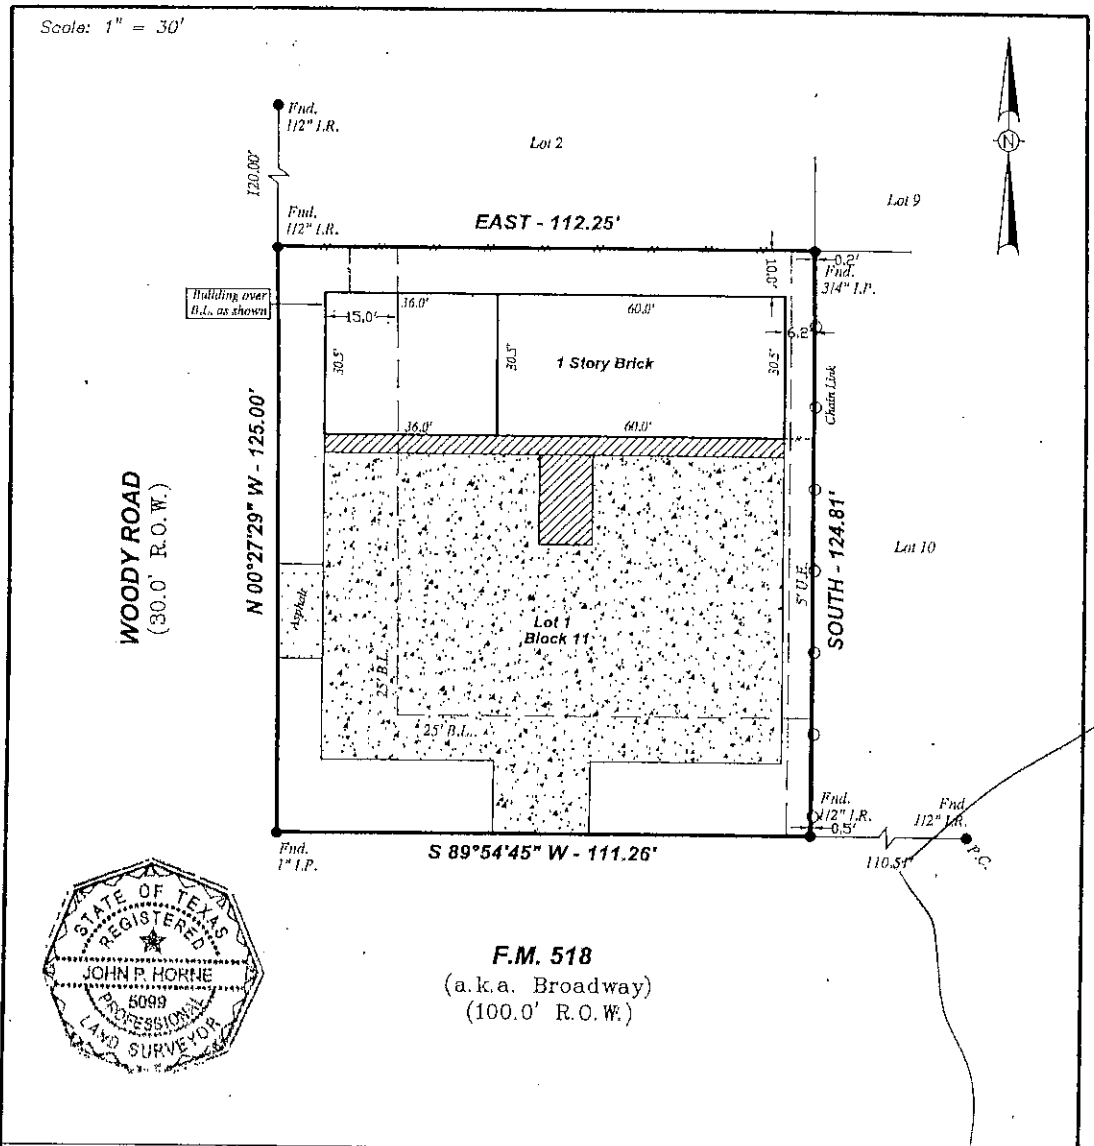 Scale: 1" = 30'
Fnd.
1/2" I.R.
Lot 2
N
120.00'
Lot 9
Fnd.
1/2" I.R.
EAST - 112.25'
10.0'
0.2'
Fnd.
3/4" I.P.
Building over
B.L. as shown
36.0'
60.0'
15.0'
6.2'
30.5'
30.5'
1 Story Brick
30.5'
Chain Link
36.0'
60.0'
WOODY ROAD
(30.0' R.O.W.)
N 00°27'29" W - 125.00'
SOUTH - 124.81'
5' U.E.
Lot 10
Asphalt
Lot 1
Block 11
25' B.L.
25' B.L.
Fnd.
1/2" I.R.
0.5'
Fnd
1/2" I.R.
110.51'
P.C.
Fnd.
1" I.P.
S 89°54'45" W - 111.26'
STATE OF TEXAS
REGISTERED
JOHN P. HORNE
5099
PROFESSIONAL
LAND SURVEYOR
F.M. 518
(a.k.a. Broadway)
(100.0' R.O.W.)